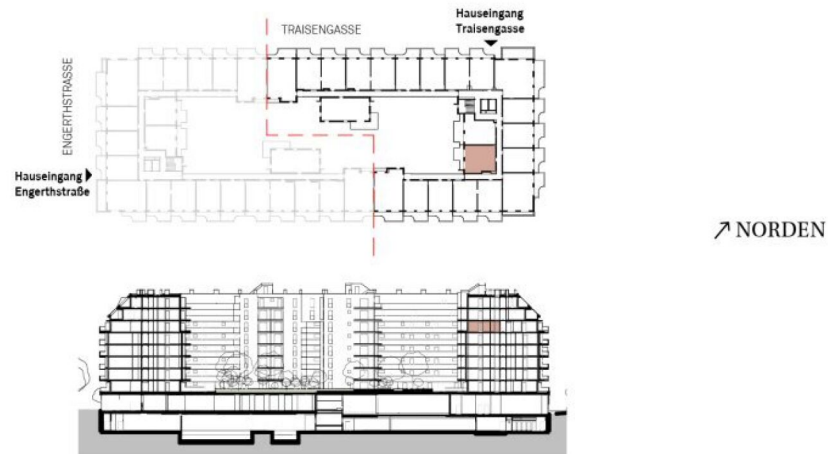 TRAISENGASSE
Hauseingang
Traisengasse
ENGERTHSTRASSE
Hauseingang
Engerthstraße
↗ NORDEN